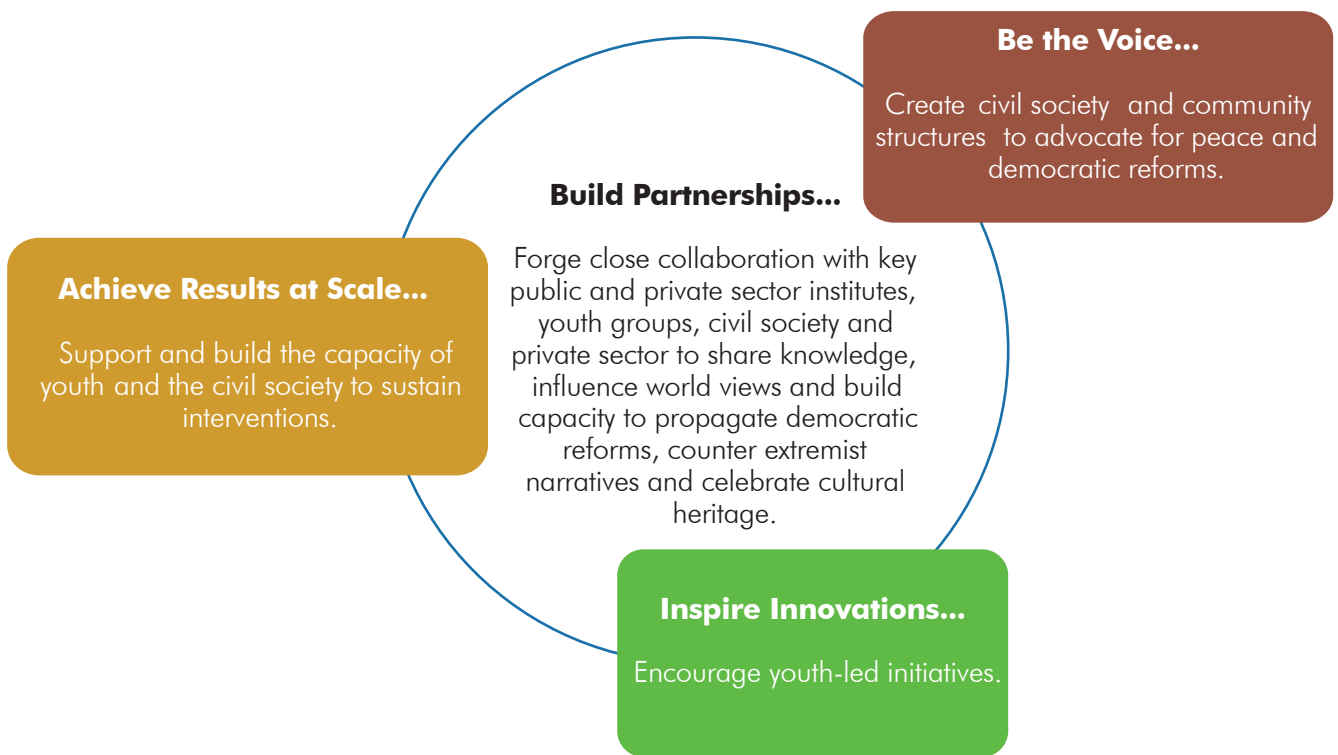 Be the Voice...
Create civil society and community
structures to advocate for peace and
democratic reforms.
Build Partnerships...
Forge close collaboration with key
public and private sector institutes,
youth groups, civil society and
private sector to share knowledge,
influence world views and build
capacity to propagate democratic
reforms, counter extremist
narratives and celebrate cultural
heritage.
Achieve Results at Scale...
Support and build the capacity of
youth and the civil society to sustain
interventions.
Inspire Innovations...
Encourage youth-led initiatives.